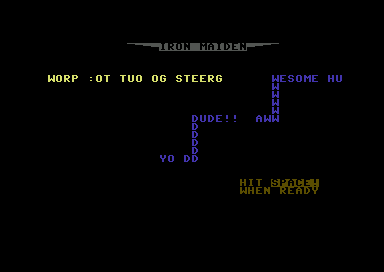 IRON MAIDEN
WORP :OT TUO OG STEERG
WESOME HU
W
W
W
W
DUDE!! AWW
D
D
D
D
YO DD
HIT SPACE!
WHEN READY